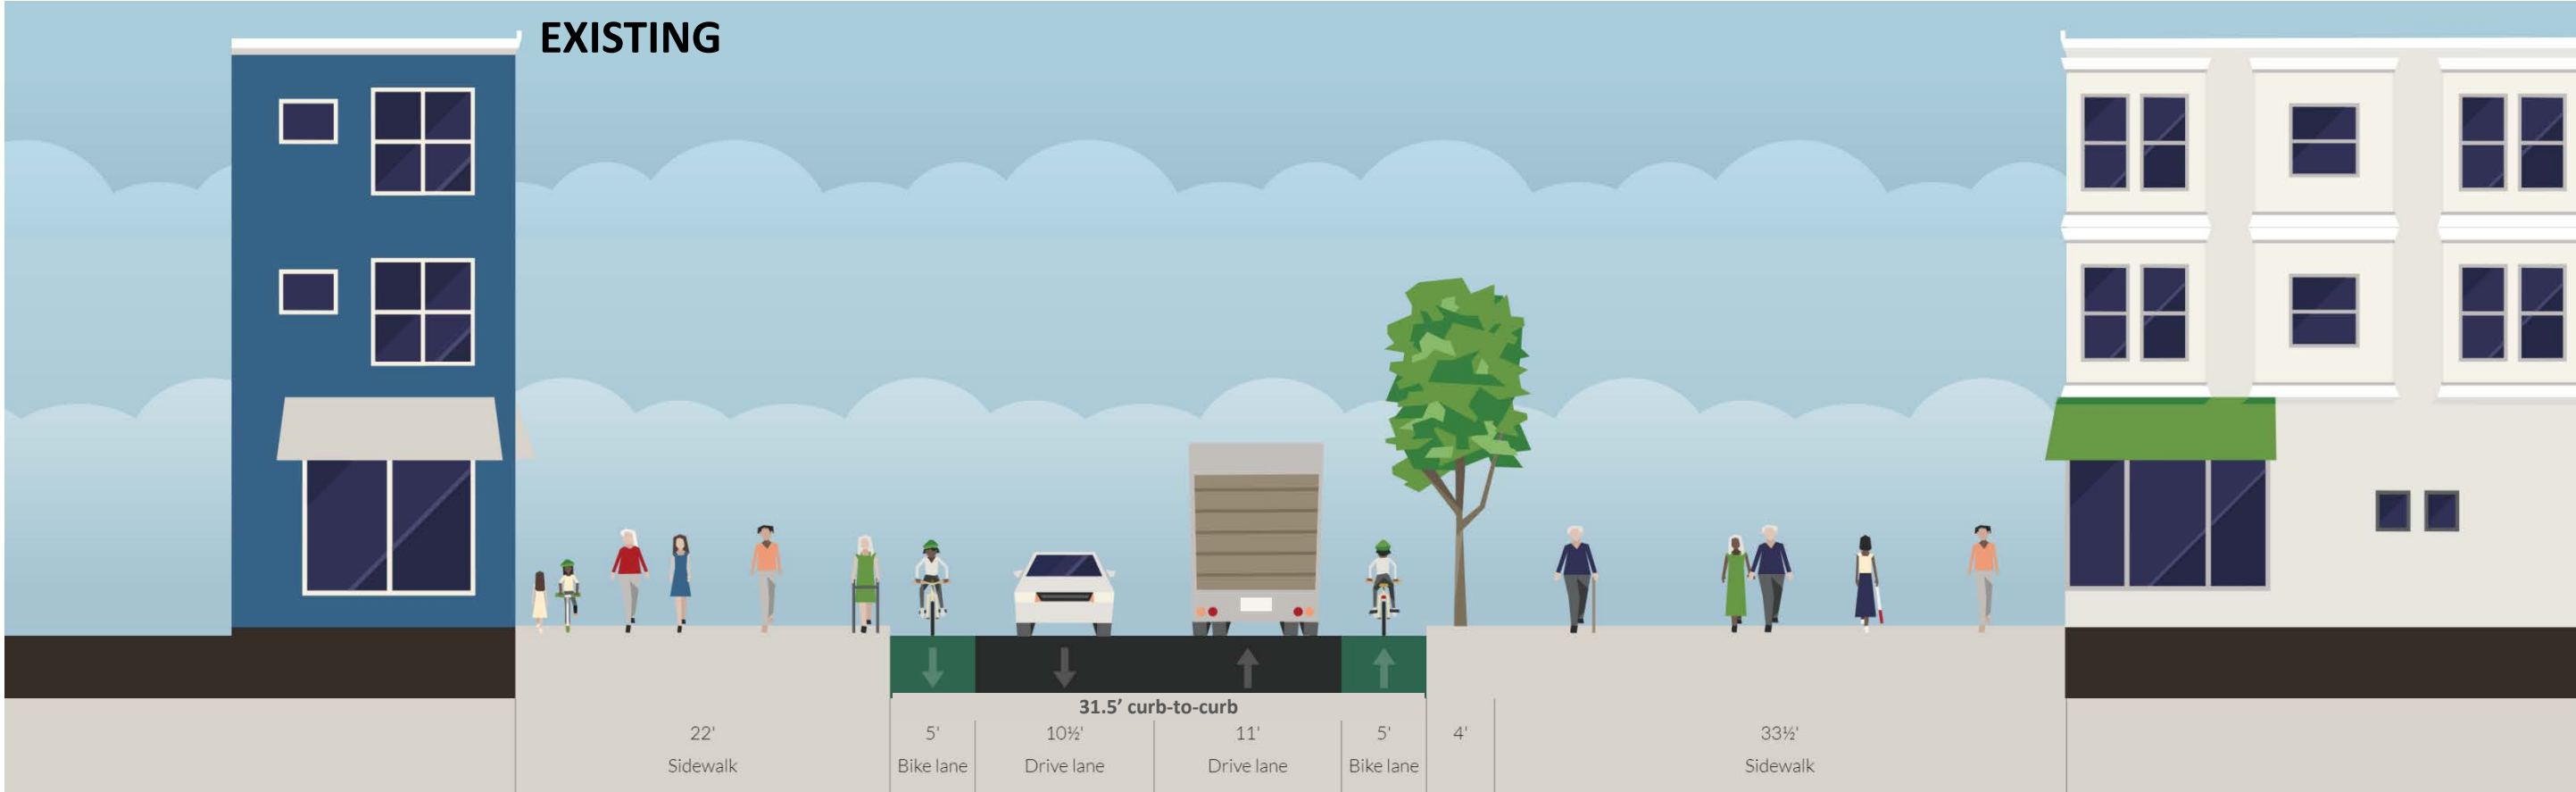 EXISTING
31.5’ curb-to-curb
22' 5' 10½' 11' 5' 4' 33½'
Sidewalk Bike lane Drive lane Drive lane Bike lane Sidewalk